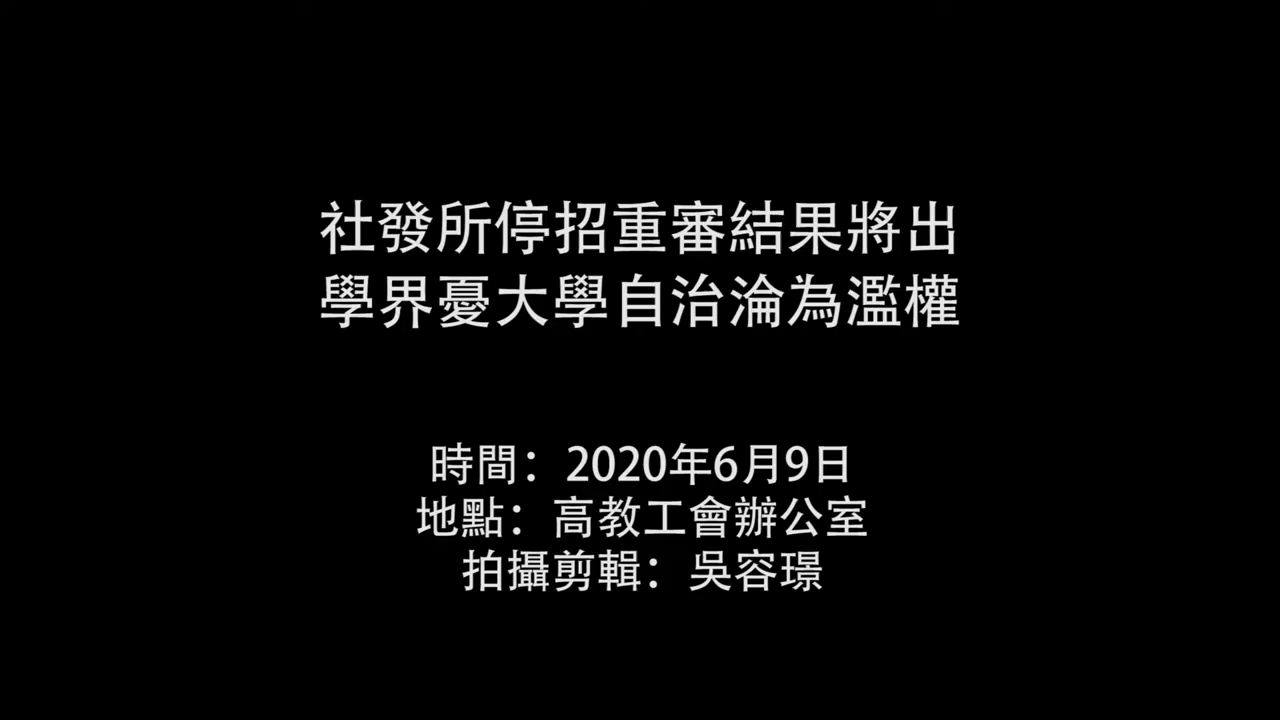 社發所停招重審結果將出
學界憂大學自治淪為濫權
時間：2020年6月9日
地點：高教工會辦公室
拍攝剪輯：吳容璟